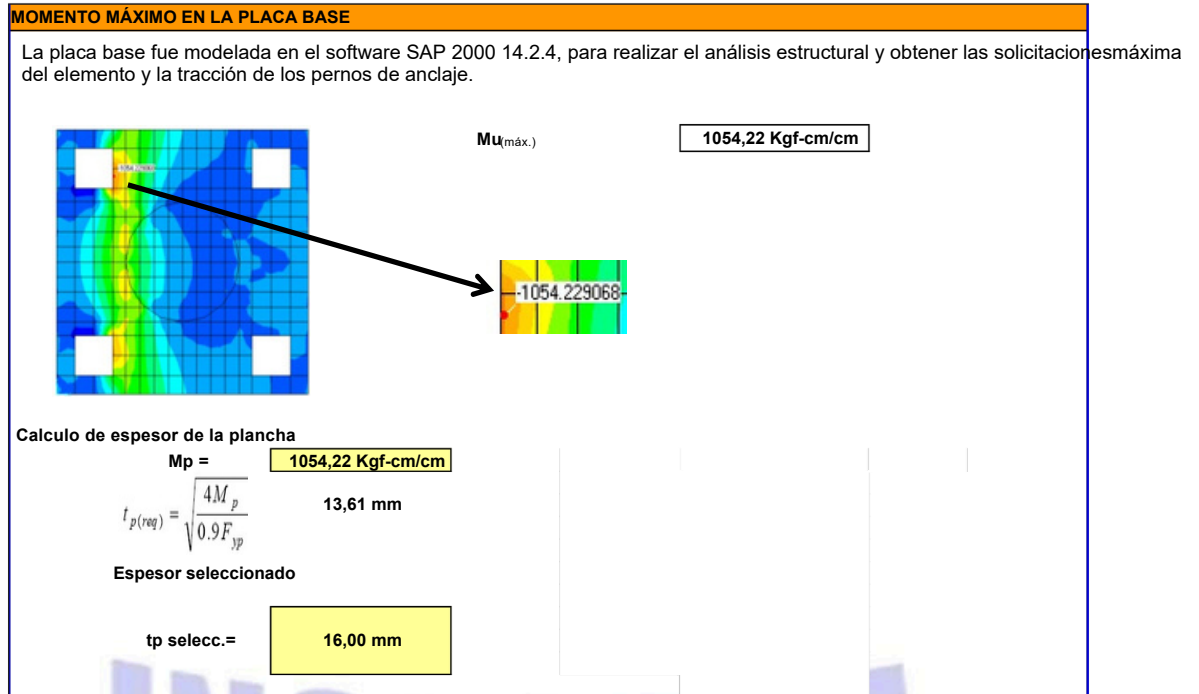 MOMENTO MÁXIMO EN LA PLACA BASE
La placa base fue modelada en el software SAP 2000 14.2.4, para realizar el análisis estructural y obtener las solicitacionesmáxima
del elemento y la tracción de los pernos de anclaje.
Mu(máx.) 1054,22 Kgf-cm/cm
-1054.229068
Calculo de espesor de la plancha
Mp = 1054,22 Kgf-cm/cm
t p(req) = √(4M p / 0.9F yp) 13,61 mm
Espesor seleccionado
tp selecc.= 16,00 mm